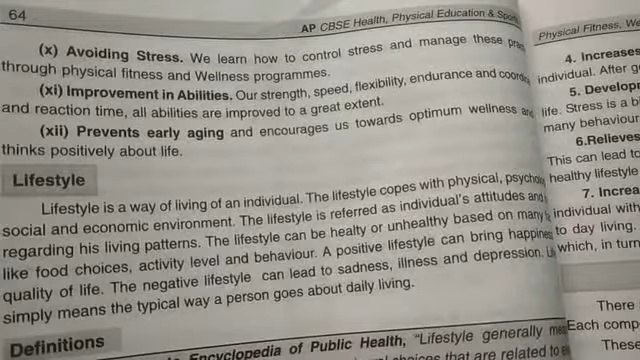 64
AP CBSE Health, Physical Education & Sports
(x) Avoiding Stress. We learn how to control stress and manage these
through physical fitness and Wellness programmes.
(xi) Improvement in Abilities. Our strength, speed, flexibility, endurance and
and reaction time, all abilities are improved to a great extent.
(xii) Prevents early aging and encourages us towards optimum wellness and
thinks positively about life.
Lifestyle
Lifestyle is a way of living of an individual. The lifestyle copes with physical,
social and economic environment. The lifestyle is referred as individual's attitudes and
regarding his living patterns. The lifestyle can be healty or unhealthy based on many
like food choices, activity level and behaviour. A positive lifestyle can bring happiness
quality of life. The negative lifestyle can lead to sadness, illness and depression.
simply means the typical way a person goes about daily living.
Definitions
Encyclopedia of Public Health, "Lifestyle generally
choices that are related to
Physical Fitness,
4. Increases
individual. After
5.
life. Stress is a
many behaviour
6.Relieves
This can lead to
healthy lifestyle
7.
individual with
to day living.
which, in turn
There
Each
These